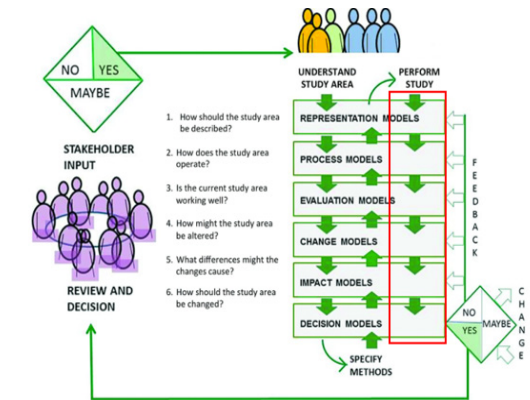 NO YES
MAYBE
UNDERSTAND
STUDY AREA
PERFORM
STUDY
STAKEHOLDER
INPUT
REVIEW AND
DECISION
1. How should the study area
be described?
2. How does the study area
operate?
3. Is the current study area
working well?
4. How might the study area
be altered?
5. What differences might the
changes cause?
6. How should the study area
be changed?
REPRESENTATION MODELS
PROCESS MODELS
EVALUATION MODELS
CHANGE MODELS
IMPACT MODELS
DECISION MODELS
SPECIFY
METHODS
FEEDBACK
NO
YES
MAYBE
CHANGE